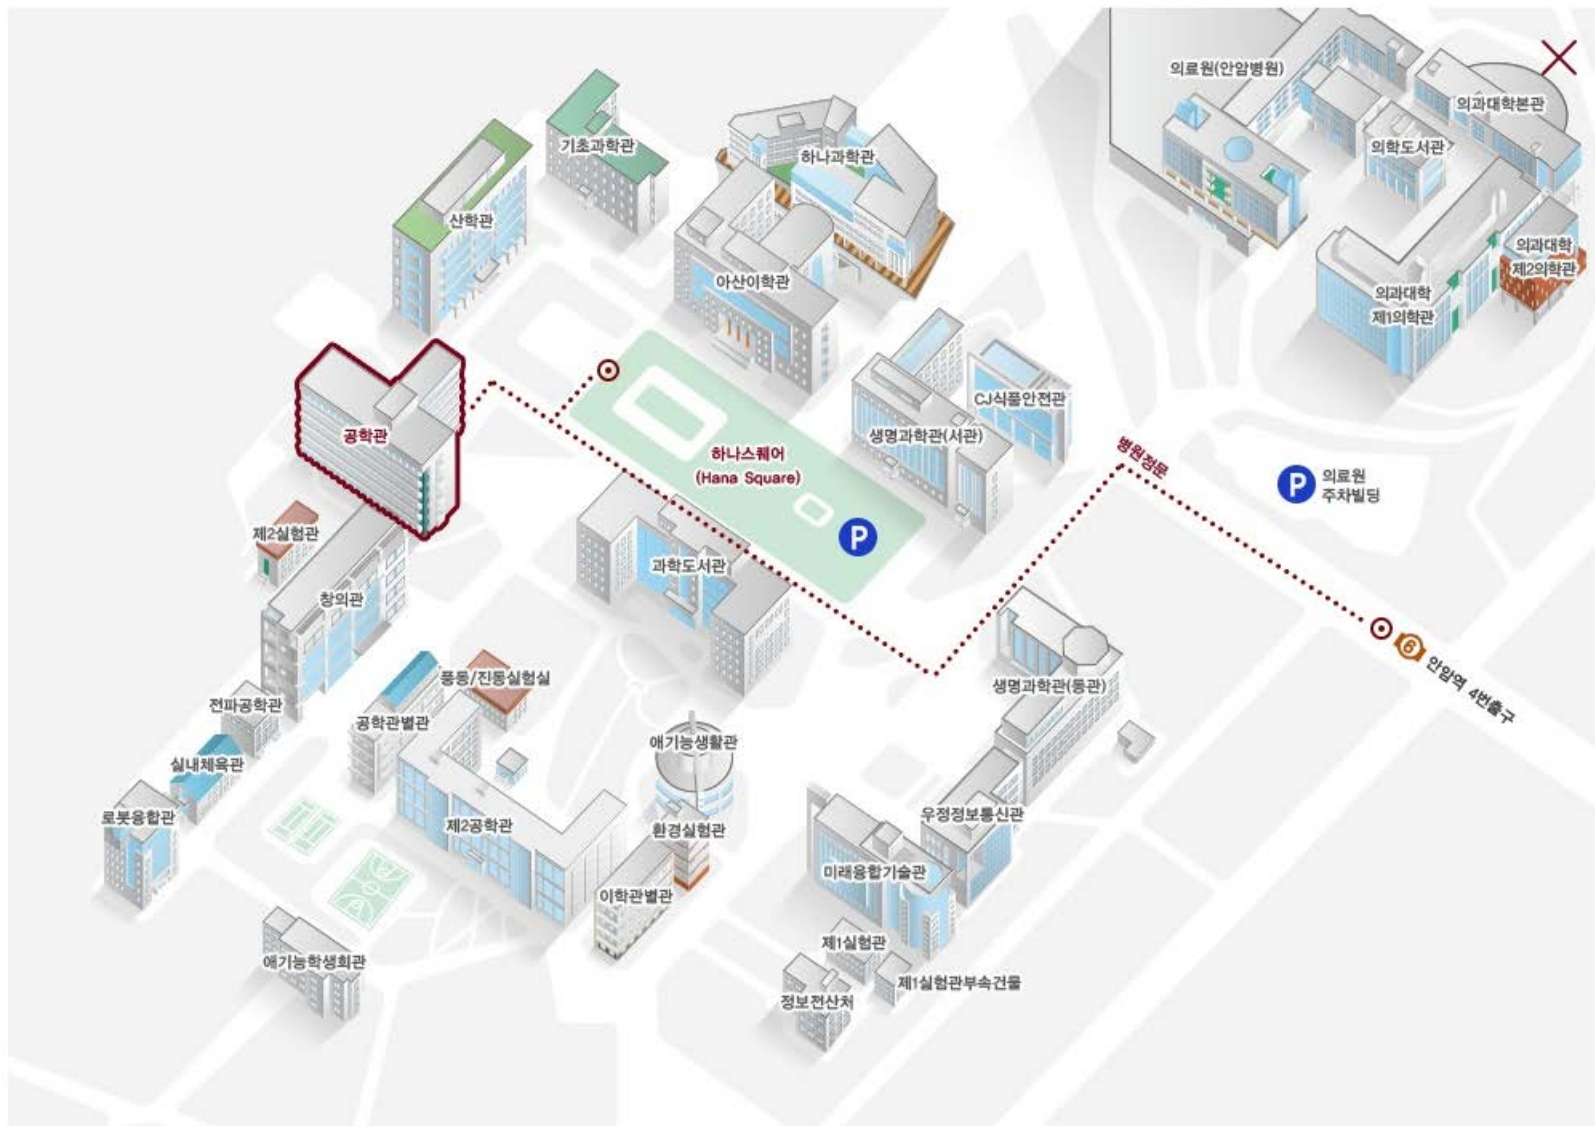 의료원(안암병원)
의과대학본관
기초과학관
하나과학관
의학도서관
산학관
의과대학
제2의학관
아산이학관
의과대학
제1의학관
CJ식품안전관
공학관
생명과학관(서관)
하나스퀘어
(Hana Square)
병원정문
P
의료원
주차빌딩
제2실험관
P
과학도서관
창의관
6
안암역 4번출구
풍동/진동실험실
생명과학관(동관)
전파공학관
공학관별관
애기능생활관
실내체육관
로봇융합관
제2공학관
환경실험관
우정정보통신관
미래융합기술관
이학관별관
제1실험관
애기능학생회관
제1실험관부속건물
정보전산처